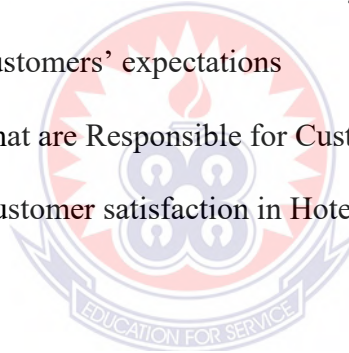 ustomers’ expectations
hat are Responsible for Cust
ustomer satisfaction in Hote
EDUCATION FOR SERVICE